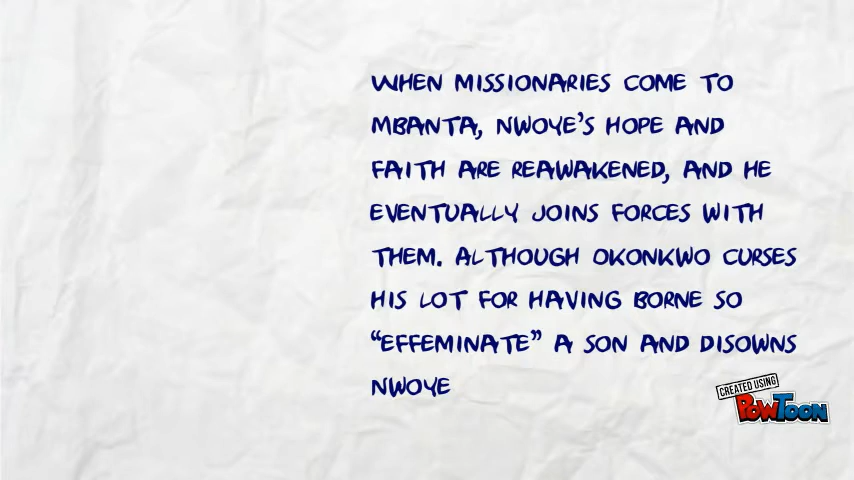 WHEN MISSIONARIES COME TO
MBANTA, NWOYE'S HOPE AND
FAITH ARE REAWAKENED, AND HE
EVENTUALLY JOINS FORCES WITH
THEM. ALTHOUGH OKONKWO CURSES
HIS LOT FOR HAVING BORNE SO
“EFFEMINATE” A SON AND DISOWNS
NWOYE
CREATED USING
POWTOON